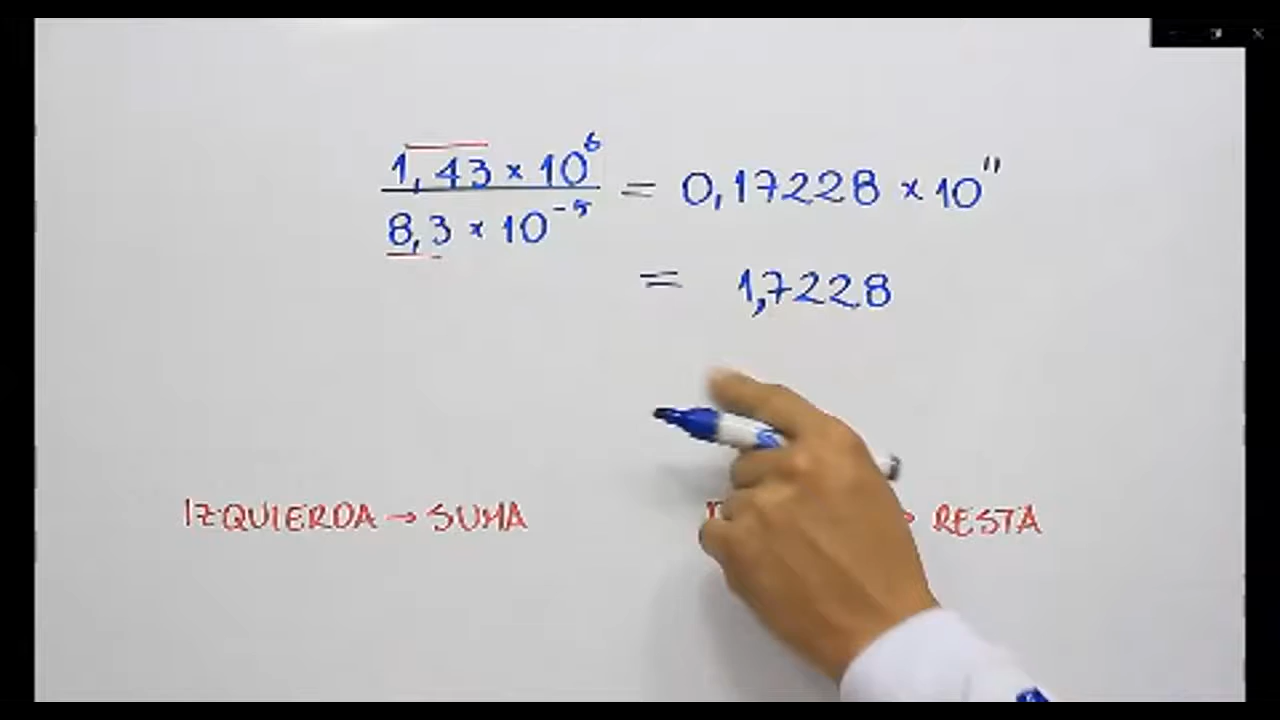 1,43 × 10⁶
8,3 × 10⁻⁵
= 0,17228 × 10¹¹
= 1,7228
IZQUIERDA → SUMA
→ RESTA